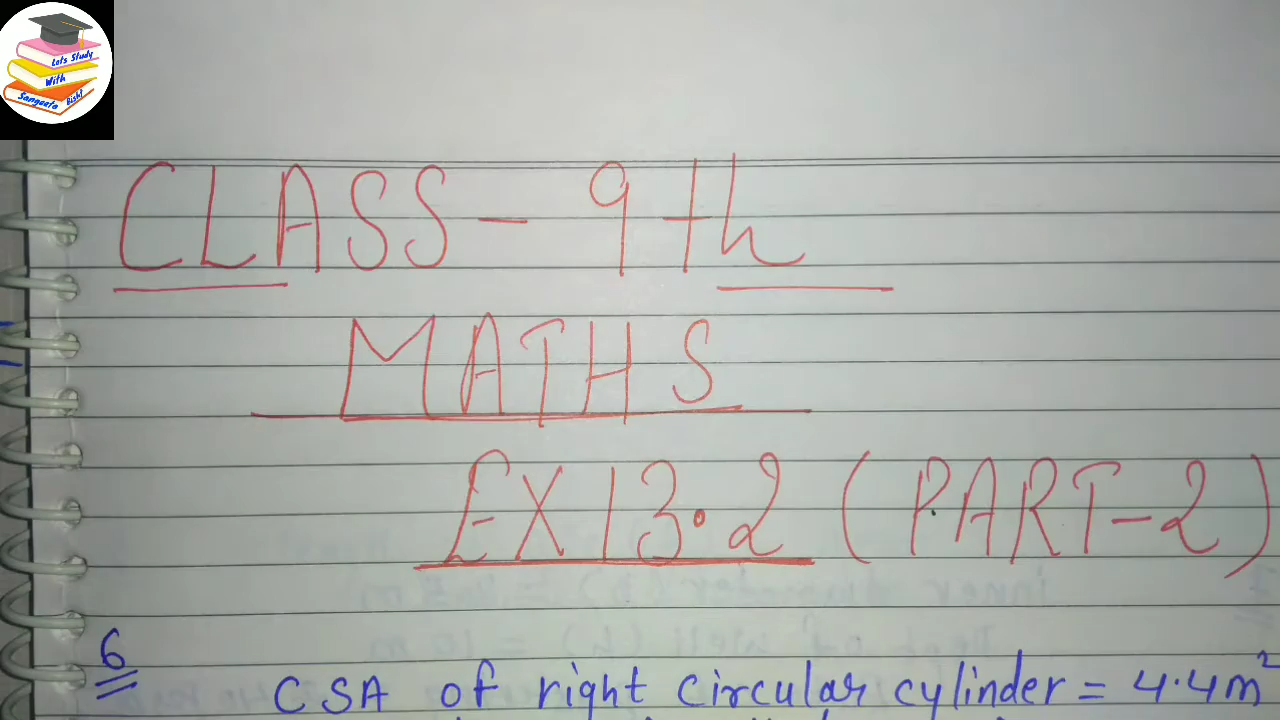 Lets Study
With
Sangeeta Bisht
CLASS - 9th
MATHS
EX 13.2 (PART-2)
6
CSA of right circular cylinder = 4.4m²